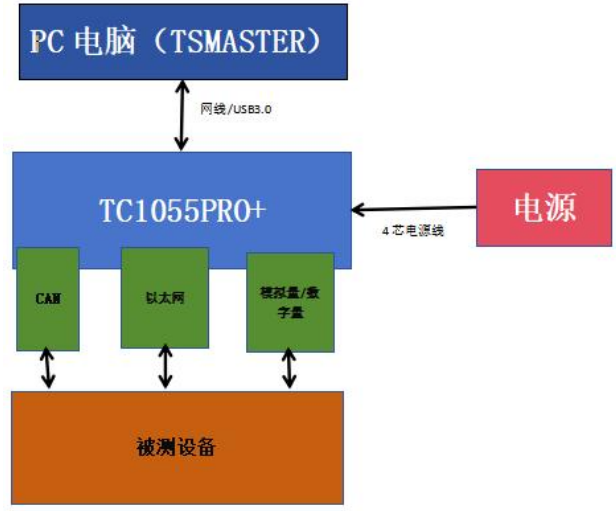 PC 电脑（TSMASTER）
网线/USB3.0
TC1055PRO+
电源
4 芯电源线
CAN
以太网
模拟量/数
字量
被测设备